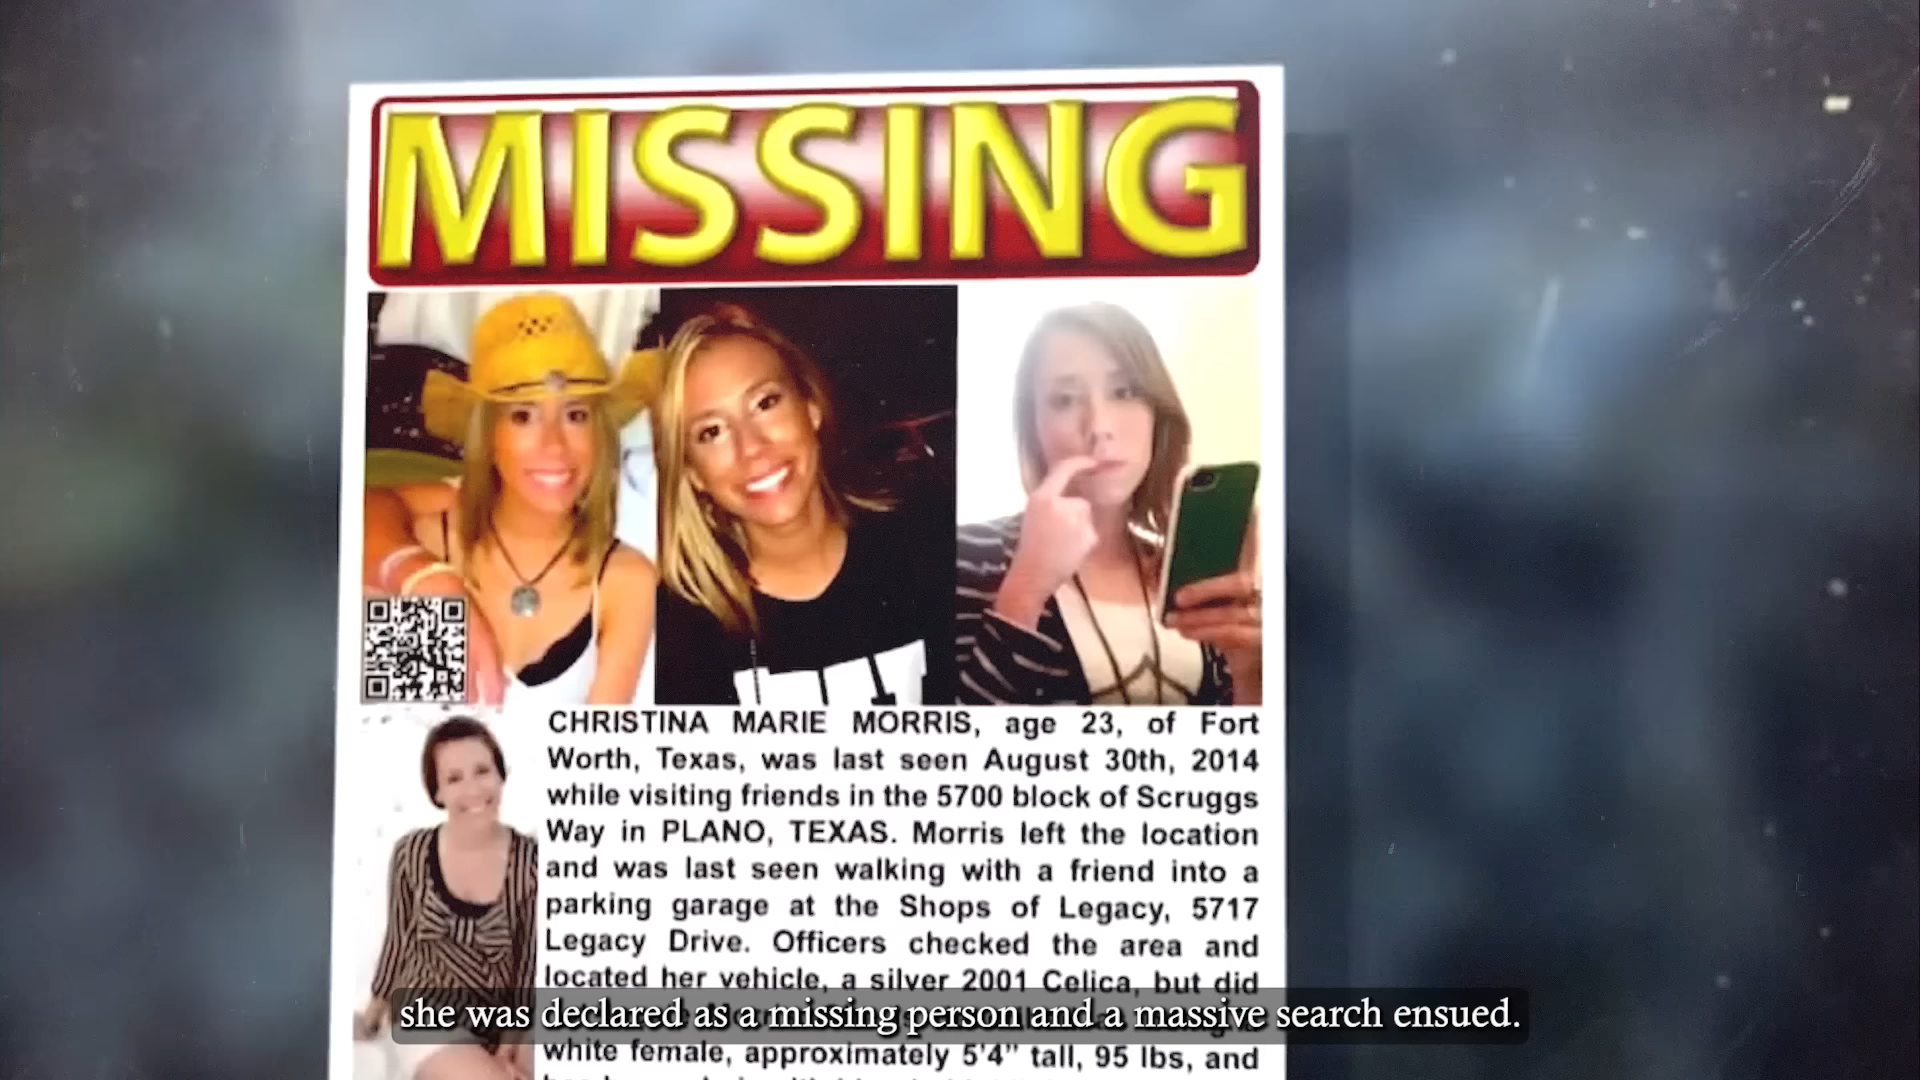 MISSING
CHRISTINA MARIE MORRIS, age 23, of Fort
Worth, Texas, was last seen August 30th, 2014
while visiting friends in the 5700 block of Scruggs
Way in PLANO, TEXAS. Morris left the location
and was last seen walking with a friend into a
parking garage at the Shops of Legacy, 5717
Legacy Drive. Officers checked the area and
located her vehicle, a silver 2001 Celica, but did
she was declared as a missing person and a massive search ensued.
white female, approximately 5'4” tall, 95 lbs, and